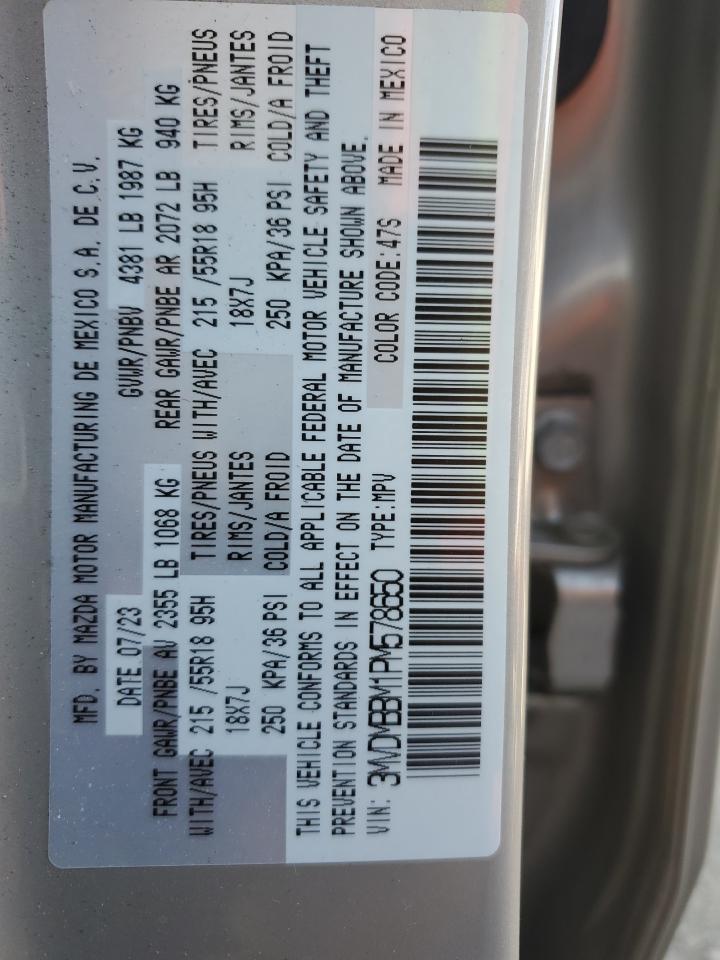 MFD. BY MAZDA MOTOR MANUFACTURING DE MEXICO S.A. DE C.V.
DATE 07/23 GVWR/PNBV 4381 LB 1987 KG
FRONT GAWR/PNBE AV 2355 LB 1068 KG REAR GAWR/PNBE AR 2072 LB 940 KG
WITH/AVEC 215 /55R18 95H TIRES/PNEUS WITH/AVEC 215 /55R18 95H TIRES/PNEUS
18X7J RIMS/JANTES 18X7J RIMS/JANTES
250 KPA/36 PSI COLD/A FROID 250 KPA/36 PSI COLD/A FROID
THIS VEHICLE CONFORMS TO ALL APPLICABLE FEDERAL MOTOR VEHICLE SAFETY AND THEFT
PREVENTION STANDARDS IN EFFECT ON THE DATE OF MANUFACTURE SHOWN ABOVE.
VIN: 3MVDMBBM1PM578650 TYPE:MPV COLOR CODE:47S MADE IN MEXICO